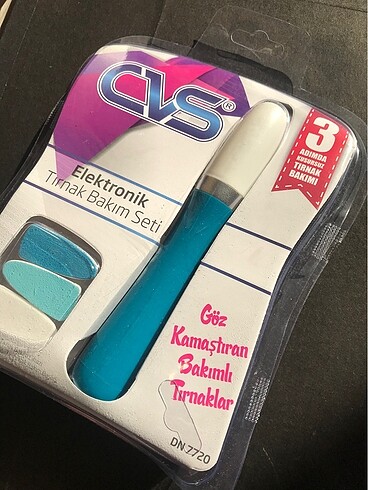 CVS®
Elektronik
Tırnak Bakım Seti
3
ADIMDA
KUSURSUZ
TIRNAK
BAKIMI
Göz
Kamaştıran
Bakımlı
Tırnaklar
DN 7720